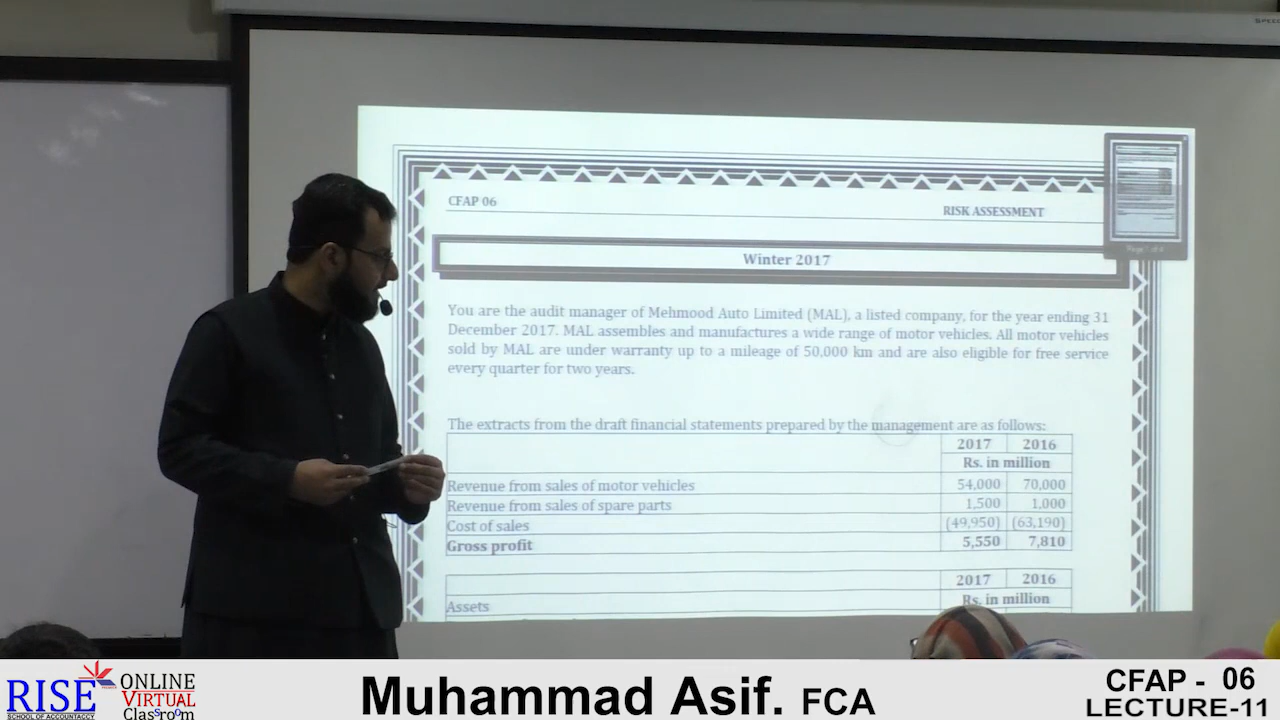 CFAP 06
RISK ASSESSMENT
Winter 2017
You are the audit manager of Mehmood Auto Limited (MAL), a listed company, for the year ending 31
December 2017. MAL assembles and manufactures a wide range of motor vehicles. All motor vehicles
sold by MAL are under warranty up to a mileage of 50,000 km and are also eligible for free service
every quarter for two years.
The extracts from the draft financial statements prepared by the management are as follows:
2017 2016
Rs. in million
Revenue from sales of motor vehicles 54,000 70,000
Revenue from sales of spare parts 1,500 1,000
Cost of sales (49,950) (63,190)
Gross profit 5,550 7,810
2017 2016
Rs. in million
Assets
RISE
SCHOOL OF ACCOUNTANCY
ONLINE
VIRTUAL
Classroom
Muhammad Asif. FCA
CFAP - 06
LECTURE-11